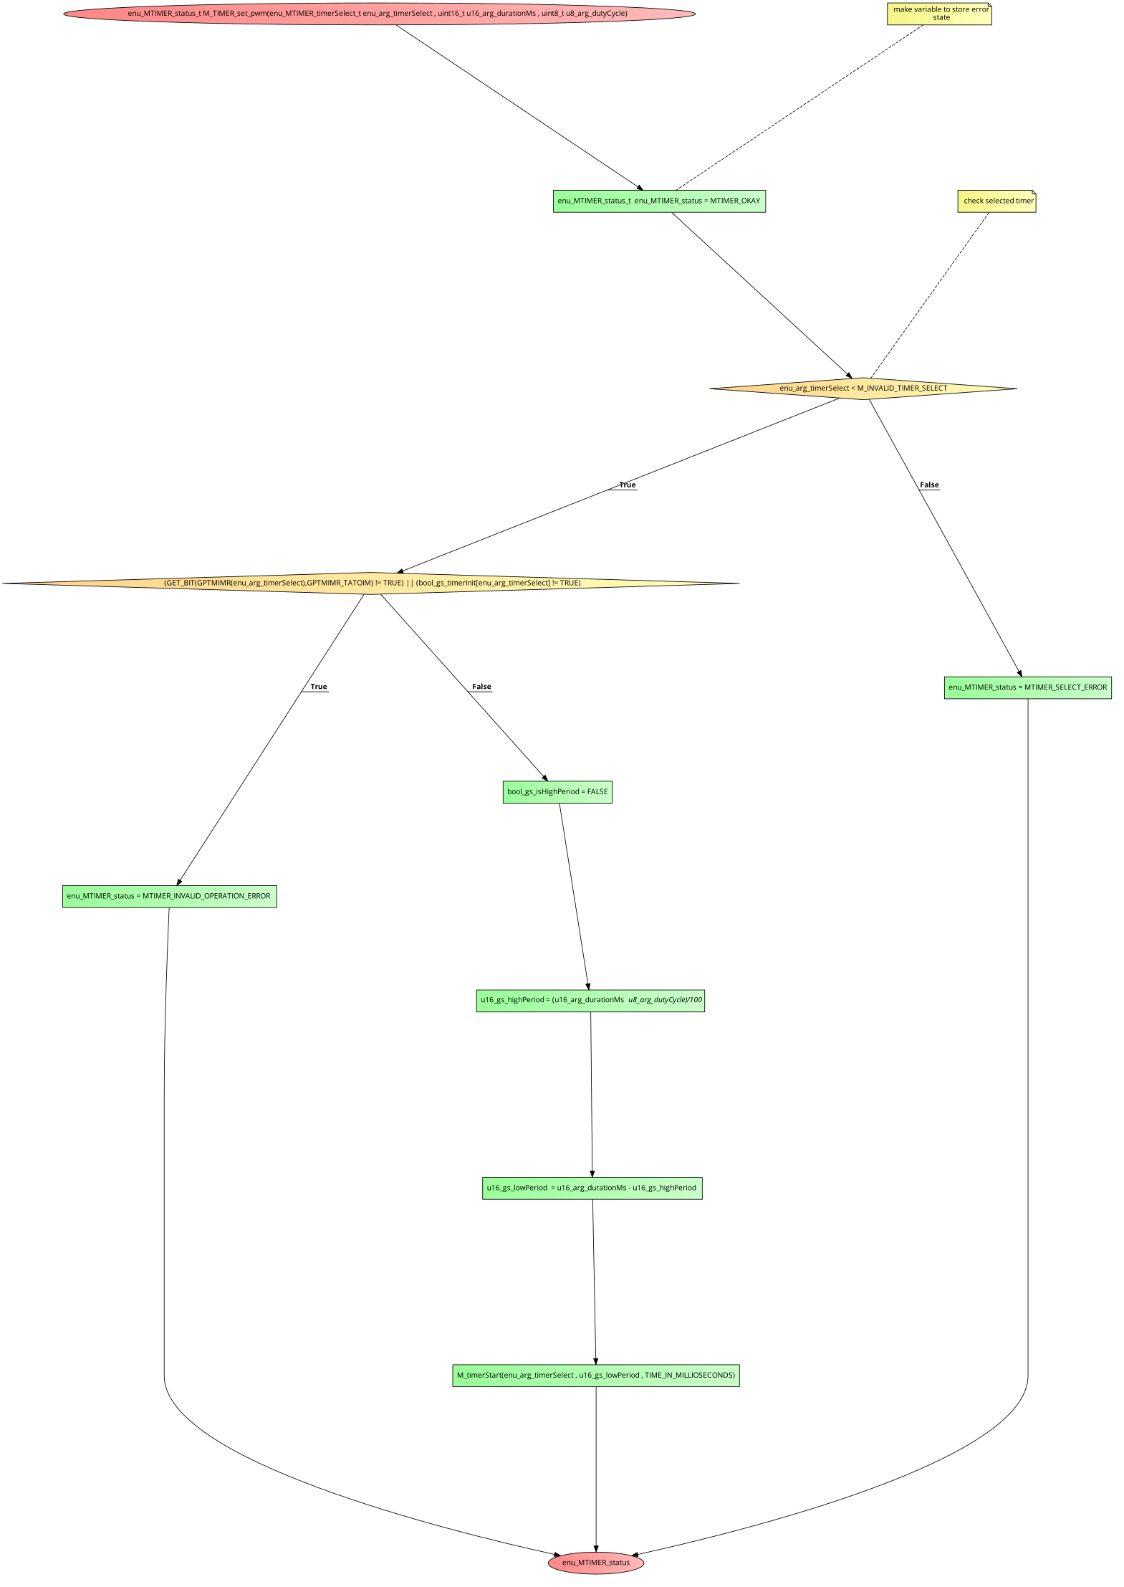 enu_MTIMER_status_t M_TIMER_set_pwm(enu_MTIMER_timerSelect_t enu_arg_timerSelect , uint16_t u16_arg_durationMs , uint8_t u8_arg_dutyCycle)
make variable to store error
state
enu_MTIMER_status_t  enu_MTIMER_status = MTIMER_OKAY
check selected timer
enu_arg_timerSelect < M_INVALID_TIMER_SELECT
True
False
(GET_BIT(GPTMIMR(enu_arg_timerSelect),GPTMIMR_TATOIM) != TRUE) || (bool_gs_timerInit[enu_arg_timerSelect] != TRUE)
True
False
enu_MTIMER_status = MTIMER_SELECT_ERROR
bool_gs_isHighPeriod = FALSE
enu_MTIMER_status = MTIMER_INVALID_OPERATION_ERROR
u16_gs_highPeriod = (u16_arg_durationMs  u8_arg_dutyCycle)/100
u16_gs_lowPeriod  = u16_arg_durationMs - u16_gs_highPeriod
M_timerStart(enu_arg_timerSelect , u16_gs_lowPeriod , TIME_IN_MILLIOSECONDS)
enu_MTIMER_status